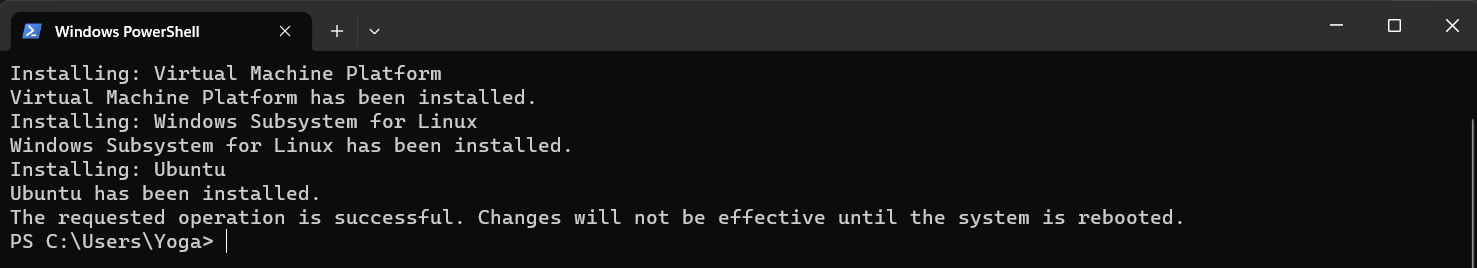 Windows PowerShell
Installing: Virtual Machine Platform
Virtual Machine Platform has been installed.
Installing: Windows Subsystem for Linux
Windows Subsystem for Linux has been installed.
Installing: Ubuntu
Ubuntu has been installed.
The requested operation is successful. Changes will not be effective until the system is rebooted.
PS C:\Users\Yoga>